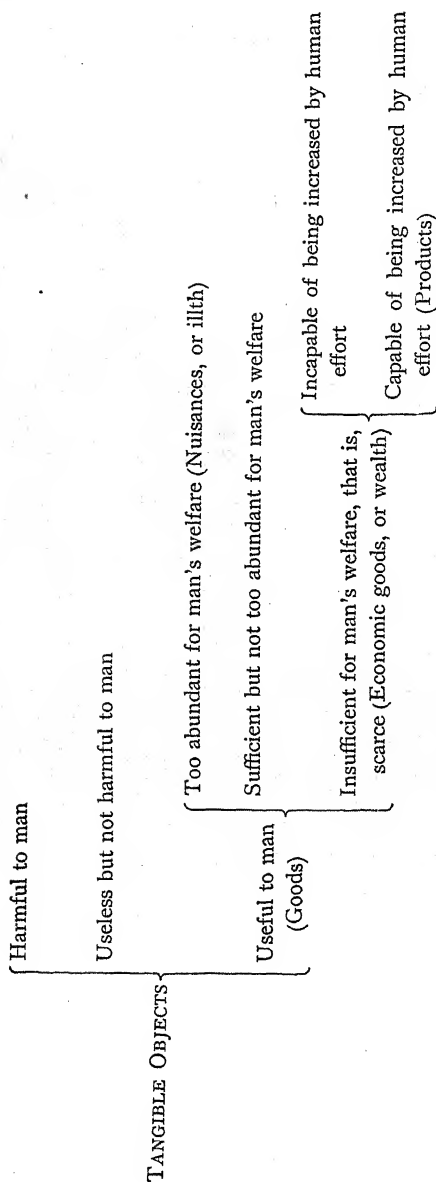 Harmful to man
Useless but not harmful to man
TANGIBLE OBJECTS
Useful to man
(Goods)
Too abundant for man's welfare (Nuisances, or illth)
Sufficient but not too abundant for man's welfare
Insufficient for man's welfare, that is,
scarce (Economic goods, or wealth)
Incapable of being increased by human
effort
Capable of being increased by human
effort (Products)